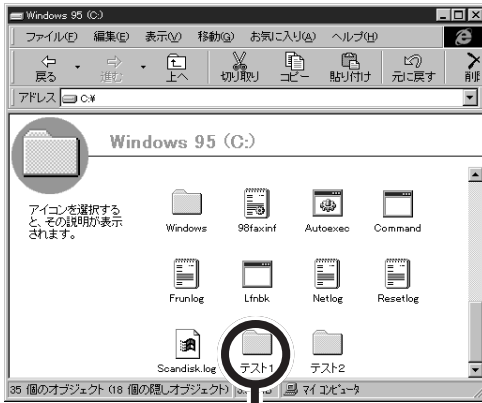 Windows 95 (C:)
ファイル(F) 編集(E) 表示(V) 移動(G) お気に入り(A) ヘルプ(H)
戻る 進む 上へ 切り取り コピー 貼り付け 元に戻す
アドレス C:¥
Windows 95 (C:)
アイコンを選択する
と、その説明が表示
されます。
Windows 98faxinf Autoexec Command
Frunlog Lfnbk Netlog Resetlog
Scandisk.log テスト1 テスト2
35 個のオブジェクト (18 個の隠しオブジェクト) マイ コンピュータ